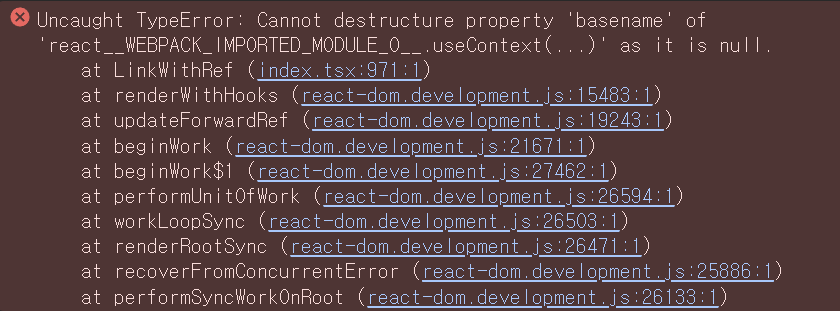 Uncaught TypeError: Cannot destructure property 'basename' of
'react__WEBPACK_IMPORTED_MODULE_0__.useContext(...)' as it is null.
at LinkWithRef (index.tsx:971:1)
at renderWithHooks (react-dom.development.js:15483:1)
at updateForwardRef (react-dom.development.js:19243:1)
at beginWork (react-dom.development.js:21671:1)
at beginWork$1 (react-dom.development.js:27462:1)
at performUnitOfWork (react-dom.development.js:26594:1)
at workLoopSync (react-dom.development.js:26503:1)
at renderRootSync (react-dom.development.js:26471:1)
at recoverFromConcurrentError (react-dom.development.js:25886:1)
at performSyncWorkOnRoot (react-dom.development.js:26133:1)